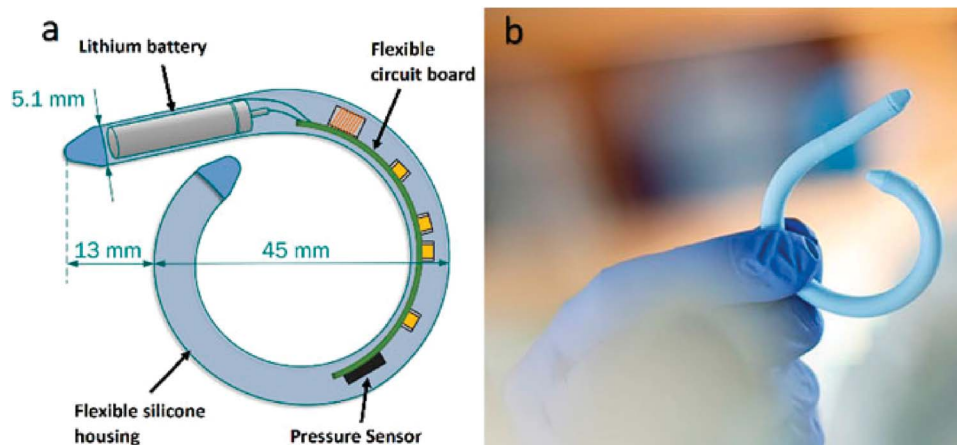 a
Lithium battery
Flexible
circuit board
5.1 mm
13 mm
45 mm
Flexible silicone
housing
Pressure Sensor
b